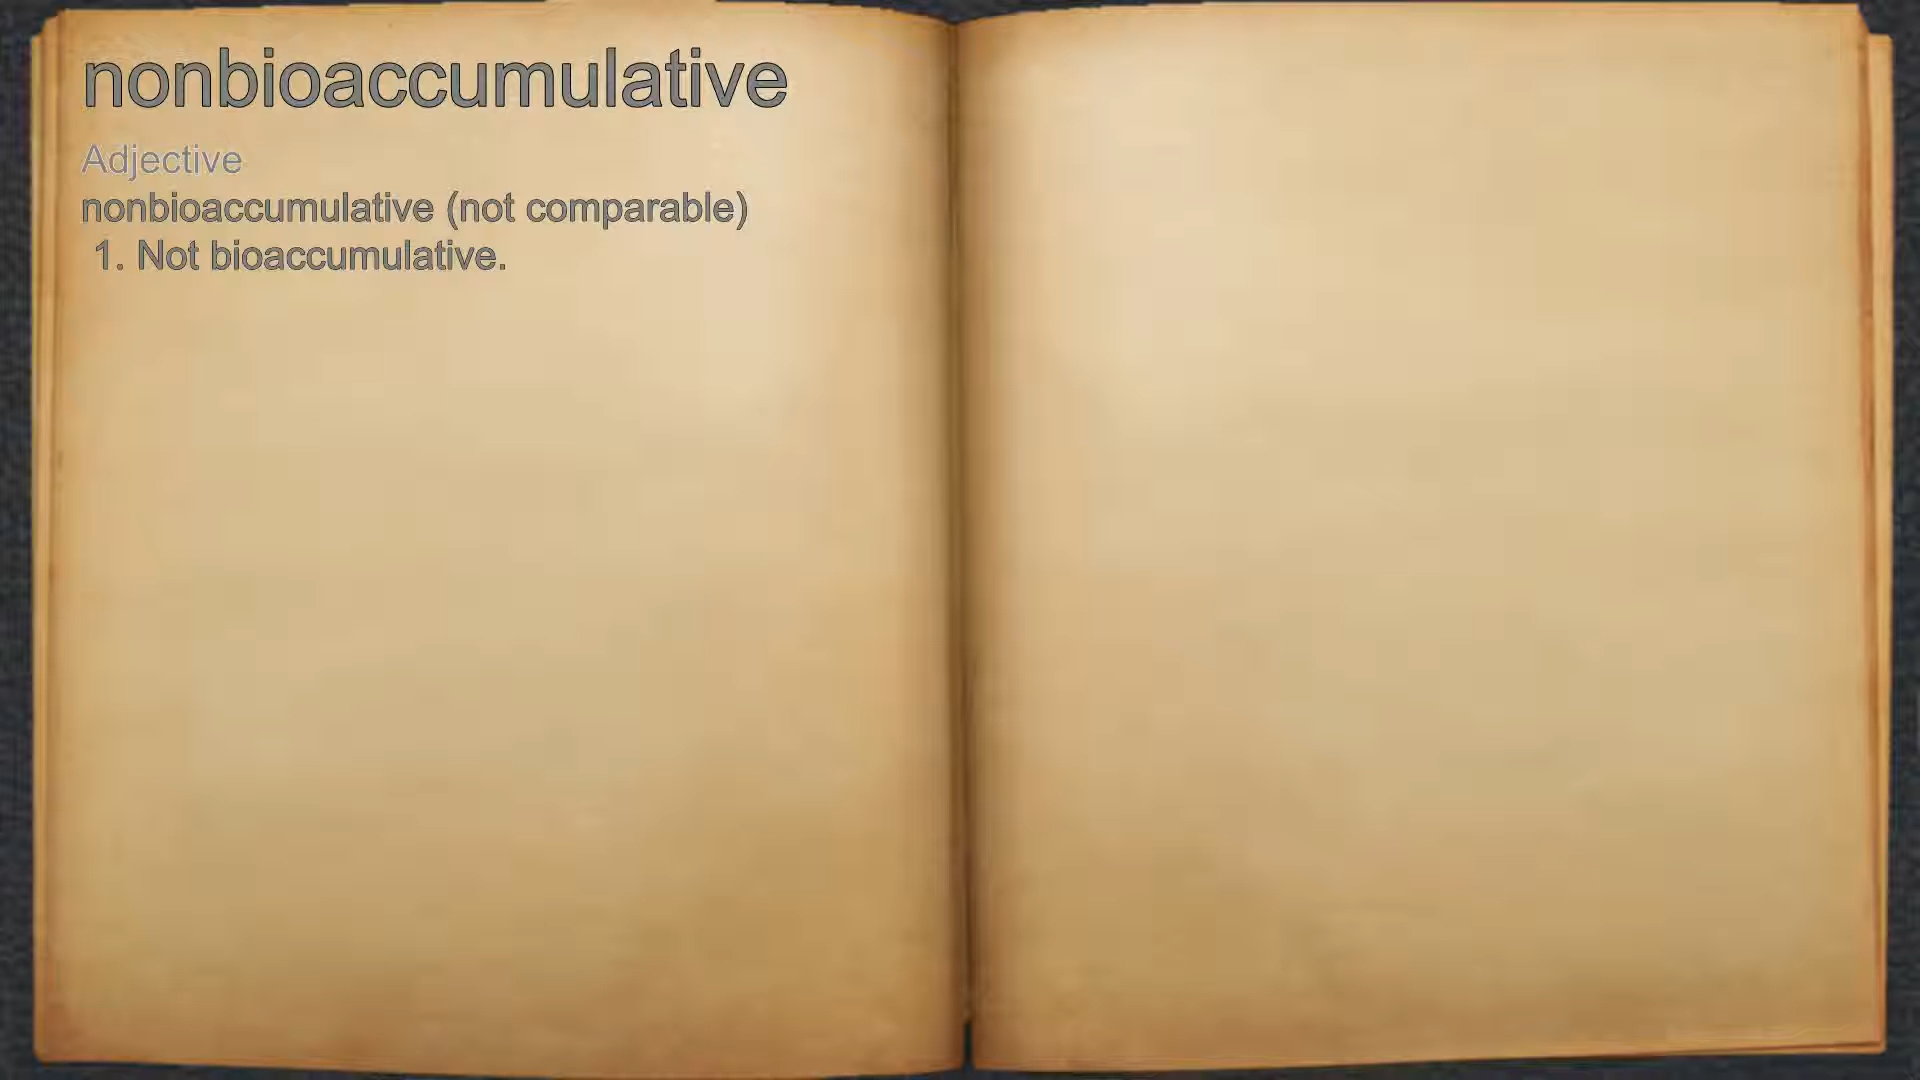 nonbioaccumulative
Adjective
nonbioaccumulative (not comparable)
1. Not bioaccumulative.